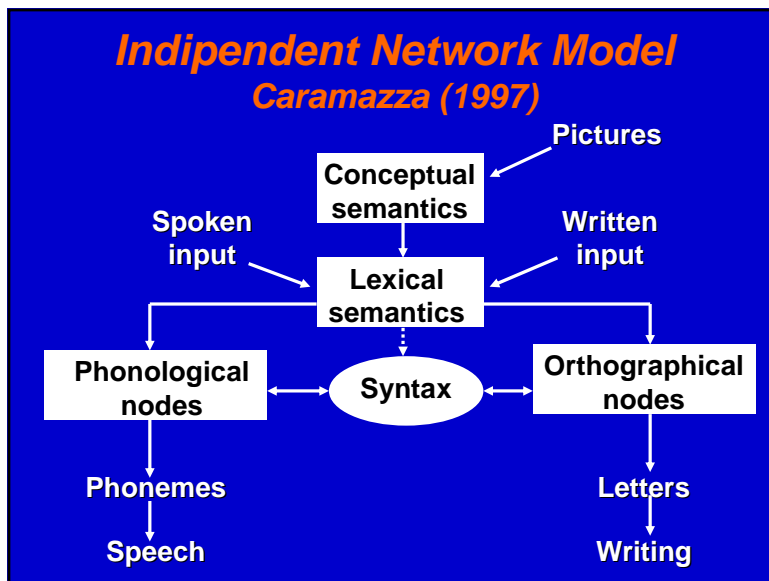 Indipendent Network Model
Caramazza (1997)
Pictures
Conceptual
semantics
Spoken
input
Written
input
Lexical
semantics
Phonological
nodes
Syntax
Orthographical
nodes
Phonemes
Letters
Speech
Writing